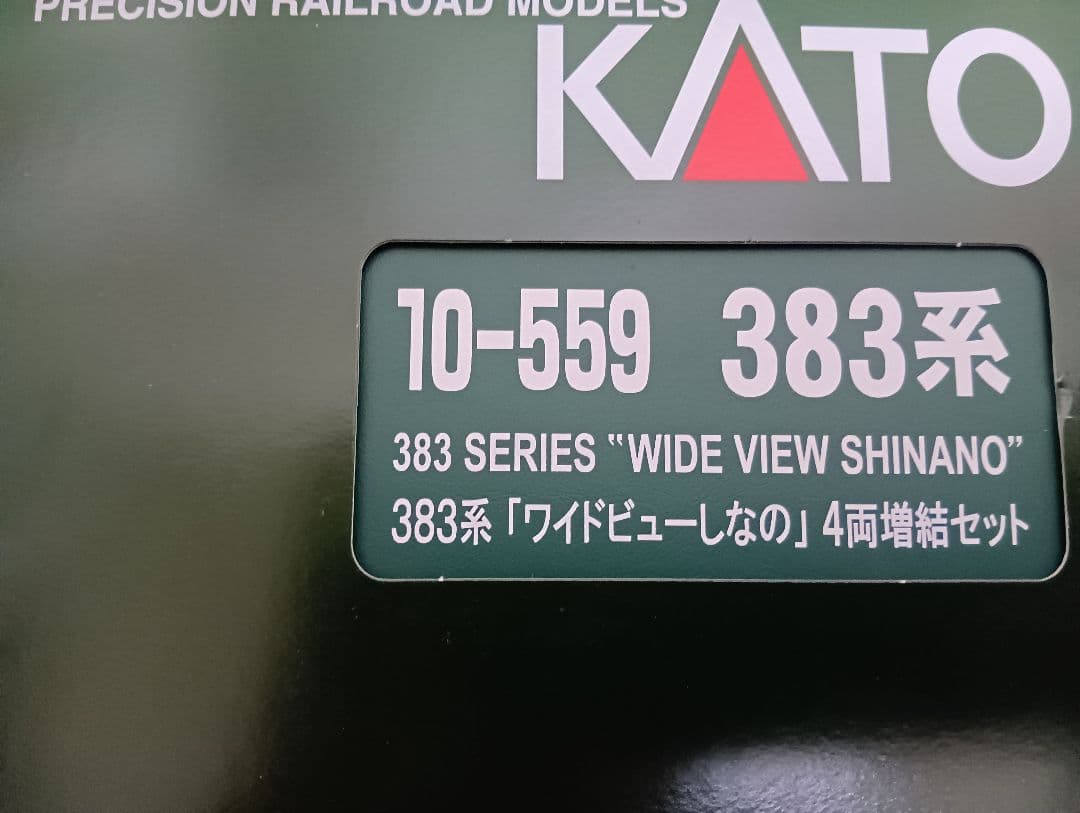 PRECISION RAILROAD MODELS
KATO
10-559 383系
383 SERIES "WIDE VIEW SHINANO"
383系「ワイドビューしなの」4両増結セット